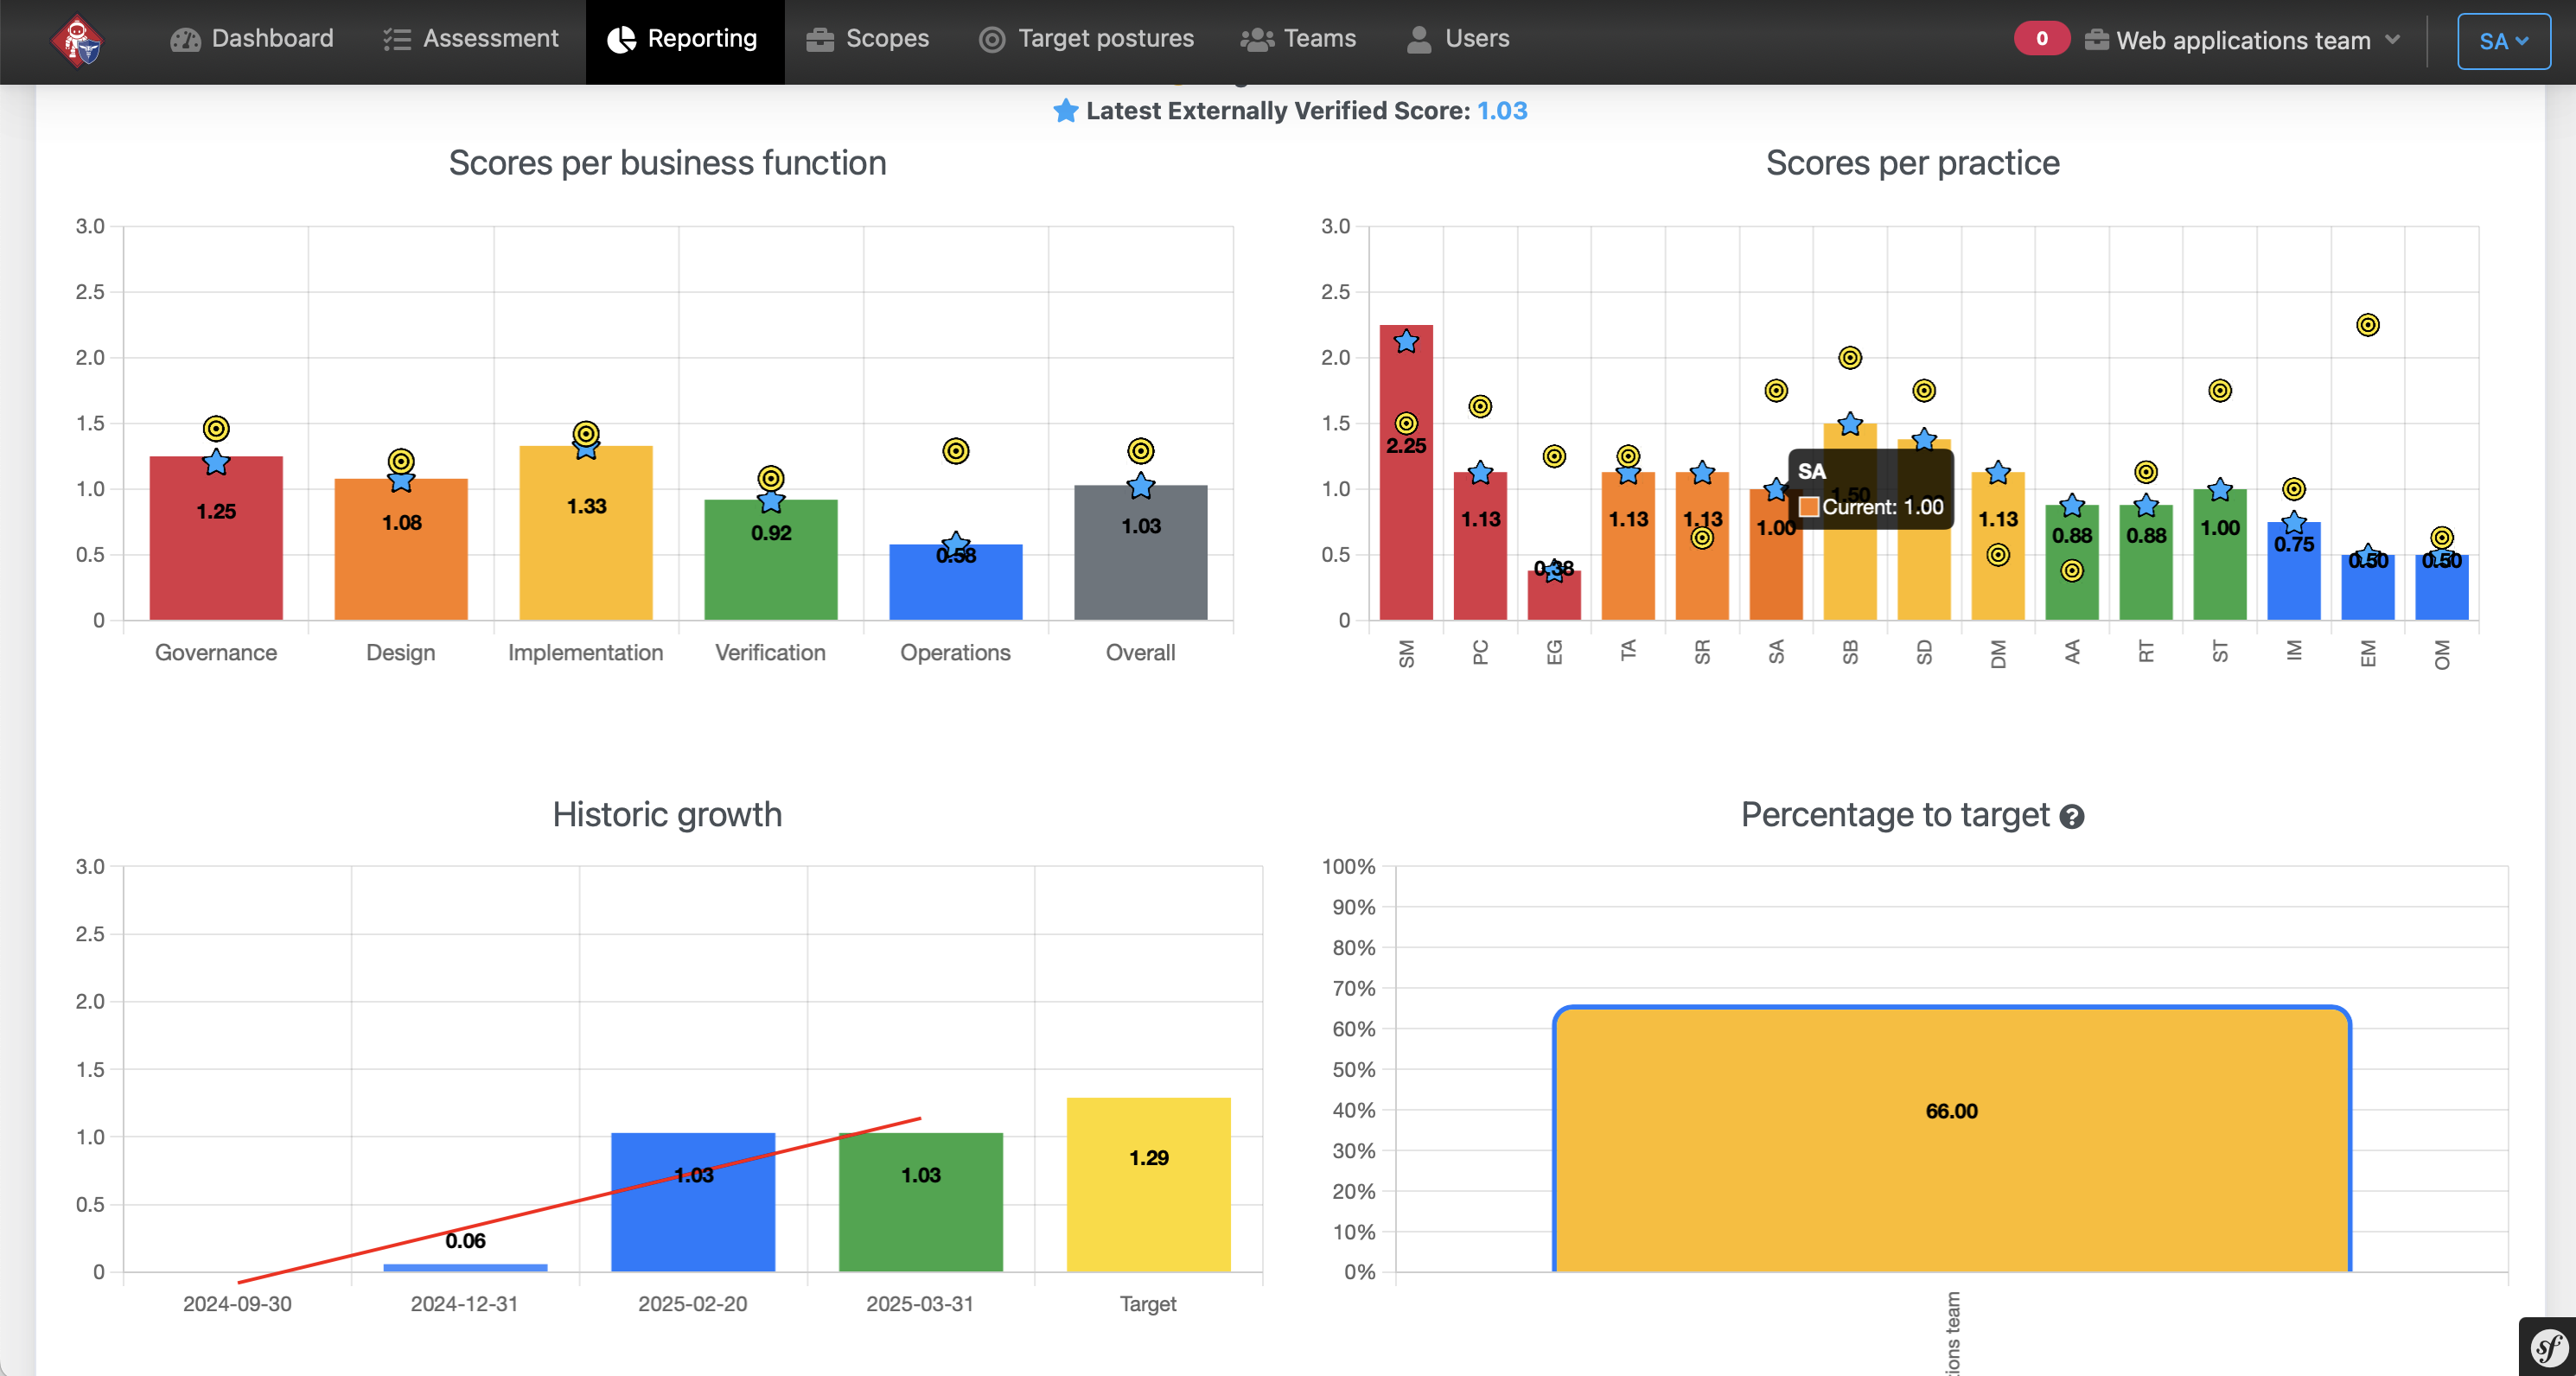 Dashboard
Assessment
Reporting
Scopes
Target postures
Teams
Users
0
Web applications team
SA
Latest Externally Verified Score: 1.03
Scores per business function
3.0
2.5
2.0
1.5
1.0
0.5
0
1.25
1.08
1.33
0.92
0.58
1.03
Governance
Design
Implementation
Verification
Operations
Overall
Scores per practice
3.0
2.5
2.0
1.5
1.0
0.5
0
2.25
1.13
0.38
1.13
1.13
1.00
1.50
SA
Current: 1.00
1.13
0.88
0.88
1.00
0.75
0.50
0.50
SM
PC
EG
TA
SR
SA
SB
SD
DM
AA
RT
ST
IM
EM
OM
Historic growth
3.0
2.5
2.0
1.5
1.0
0.5
0
0.06
1.03
1.03
1.29
2024-09-30
2024-12-31
2025-02-20
2025-03-31
Target
Percentage to target ?
100%
90%
80%
70%
60%
50%
40%
30%
20%
10%
0%
66.00
tions team
sf